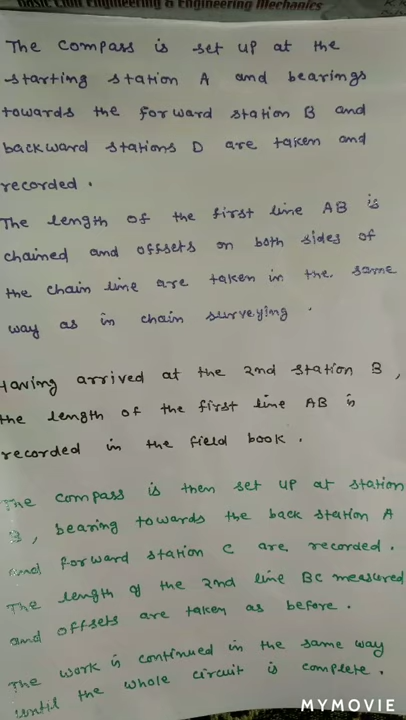 Basic Civil Engineering & Engineering Mechanics
The Compass is set up at the
starting station A and bearings
towards the forward station B and
backward stations D are taken and
recorded.
The length of the first line AB is
chained and offsets on both sides of
the chain line are taken in the same
way as in chain surveying.
Having arrived at the 2nd station B,
the length of the first line AB is
recorded in the field book.
The compass is then set up at station
B, bearing towards the back station A
and forward station C are recorded.
The length of the 2nd line BC measured
and offsets are taken as before.
The work is continued in the same way
until the whole circuit is complete.
MYMOVIE